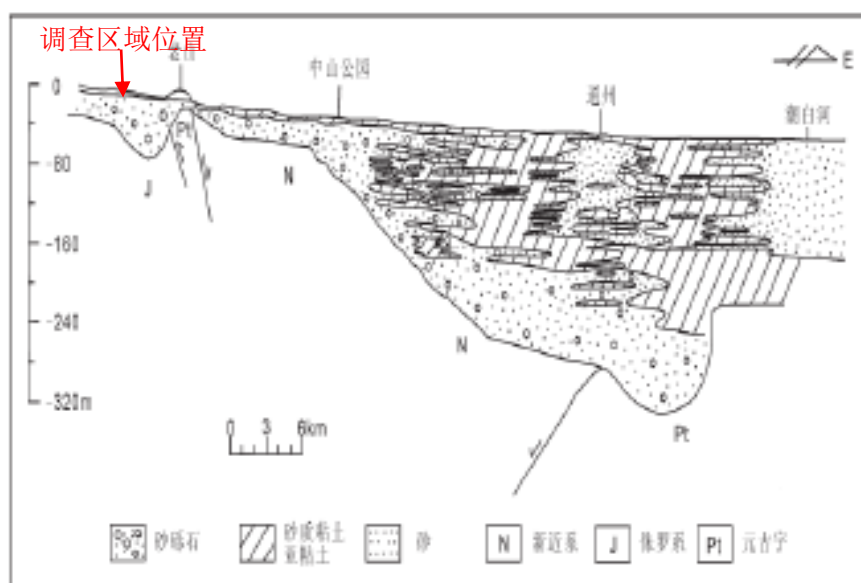 调查区域位置
中山公园
通州
潮白河
E
0
-80
-160
-240
-320m
Pt
J
N
N
Pt
0 3 6km
砂砾石
砂质粘土
亚粘土
砂
N 新近系
J 侏罗系
Pt 元古宇